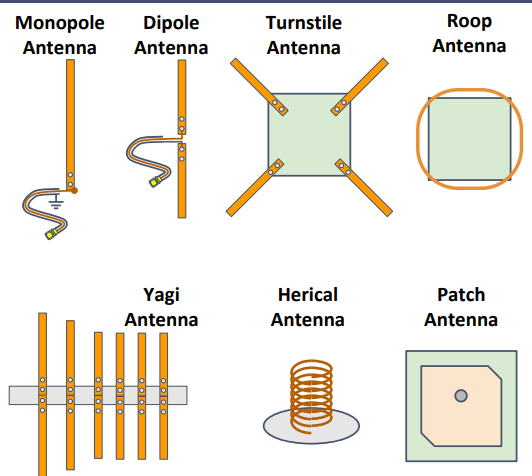 Monopole
Antenna
Dipole
Antenna
Turnstile
Antenna
Roop
Antenna
Yagi
Antenna
Herical
Antenna
Patch
Antenna